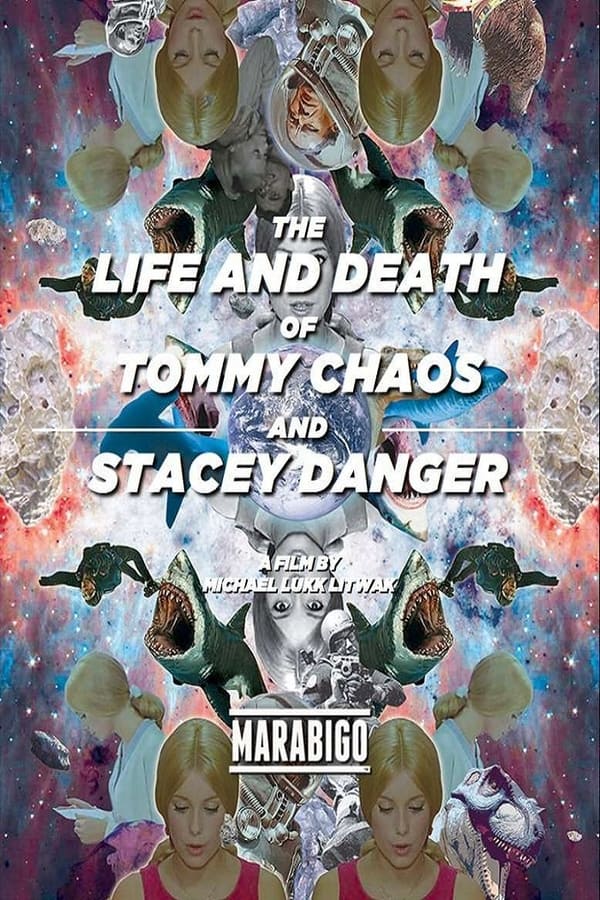 THE
LIFE AND DEATH
OF
TOMMY CHAOS
AND
STACEY DANGER
A FILM BY
MICHAEL LUKK LITWAK
MARABIGO